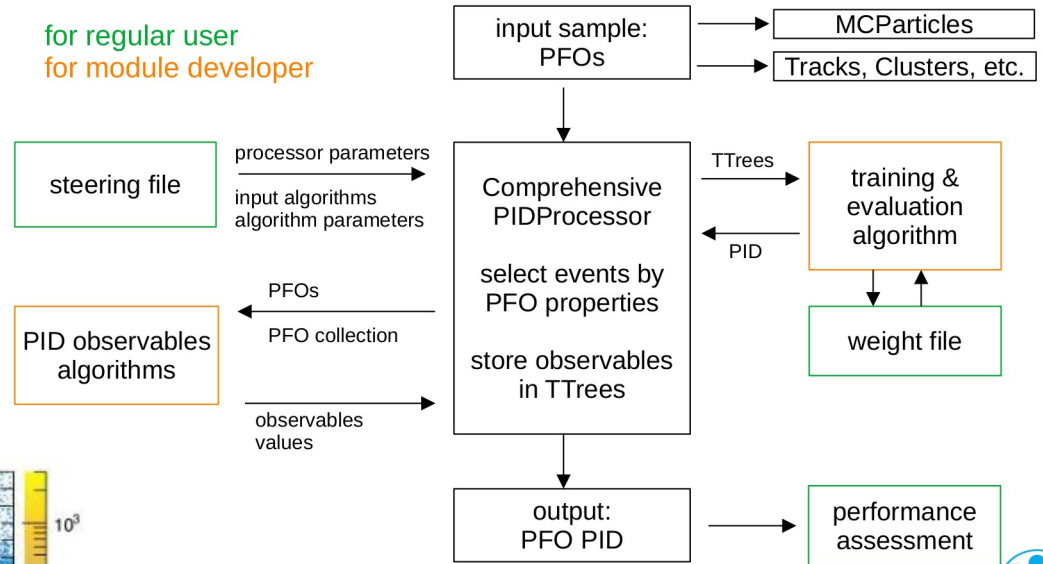 for regular user
for module developer
input sample:
PFOs
MCParticles
Tracks, Clusters, etc.
steering file
processor parameters
input algorithms
algorithm parameters
Comprehensive
PIDProcessor
select events by
PFO properties
store observables
in TTrees
TTrees
PID
training &
evaluation
algorithm
weight file
PID observables
algorithms
PFOs
PFO collection
observables
values
output:
PFO PID
performance
assessment
10³